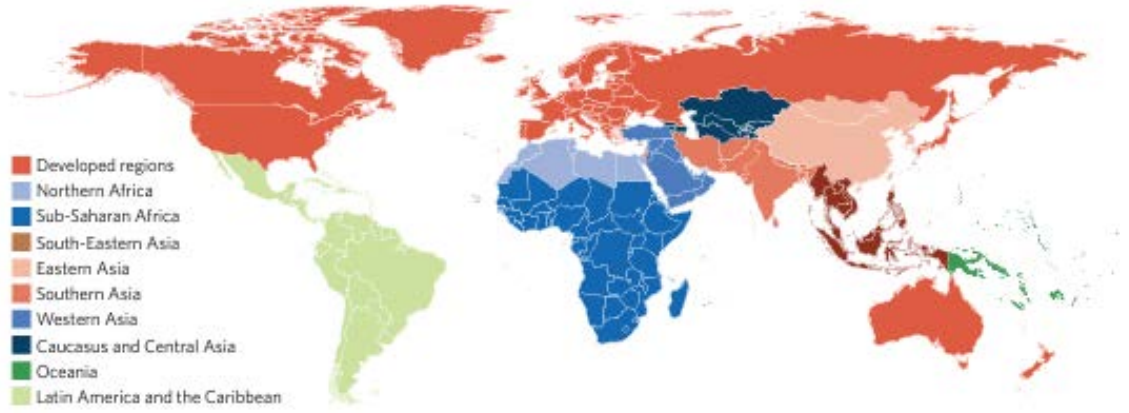 Developed regions
Northern Africa
Sub-Saharan Africa
South-Eastern Asia
Eastern Asia
Southern Asia
Western Asia
Caucasus and Central Asia
Oceania
Latin America and the Caribbean